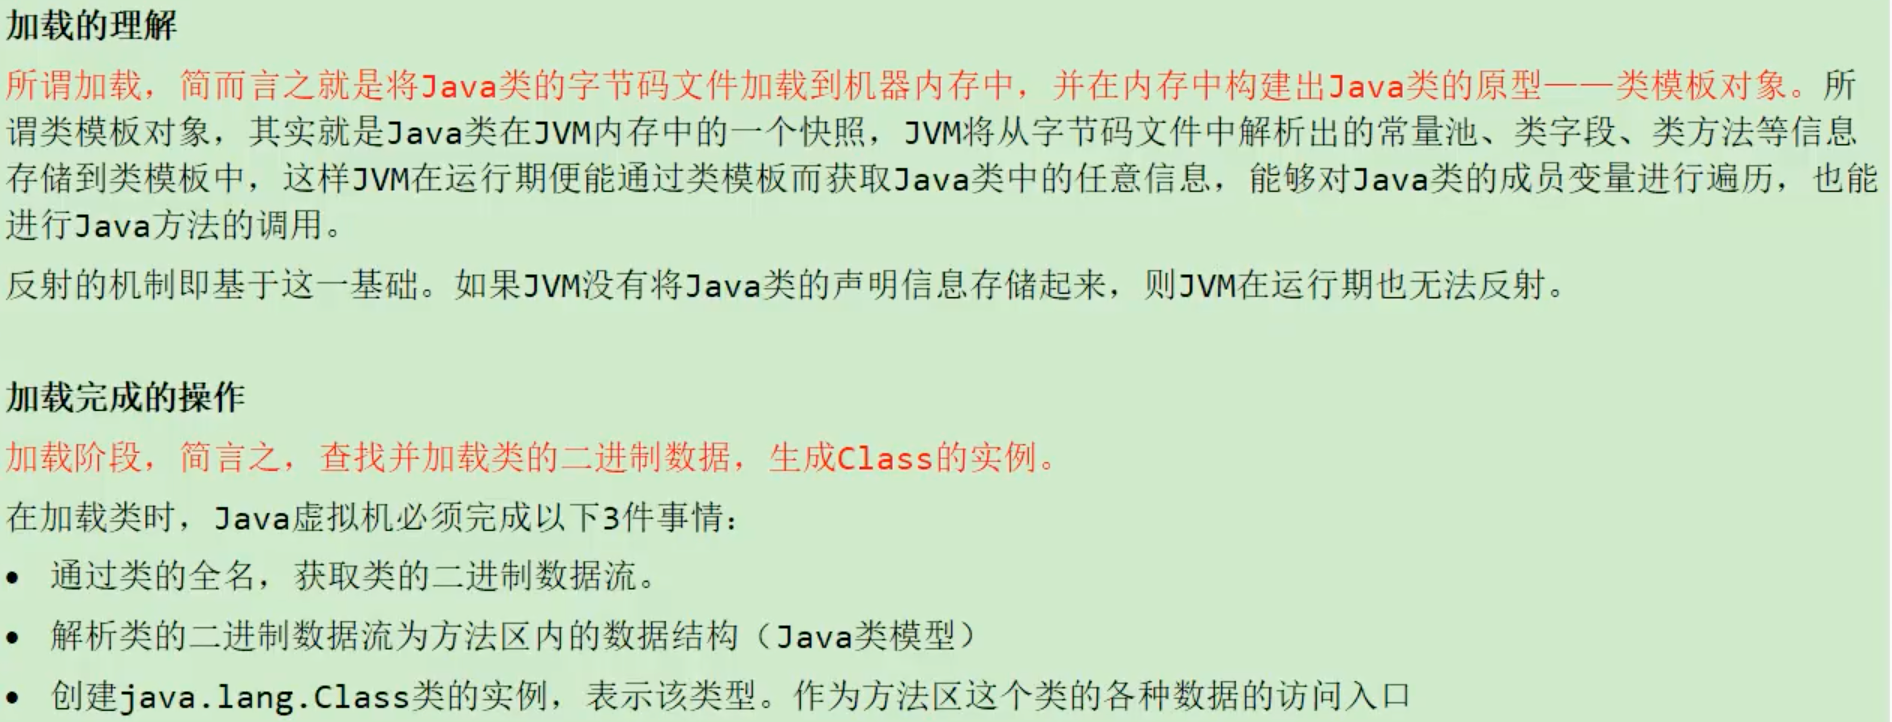 加载的理解
所谓加载，简而言之就是将Java类的字节码文件加载到机器内存中，并在内存中构建出Java类的原型——类模板对象。所
谓类模板对象，其实就是Java类在JVM内存中的一个快照，JVM将从字节码文件中解析出的常量池、类字段、类方法等信息
存储到类模板中，这样JVM在运行期便能通过类模板而获取Java类中的任意信息，能够对Java类的成员变量进行遍历，也能
进行Java方法的调用。
反射的机制即基于这一基础。如果JVM没有将Java类的声明信息存储起来，则JVM在运行期也无法反射。
加载完成的操作
加载阶段，简言之，查找并加载类的二进制数据，生成Class的实例。
在加载类时，Java虚拟机必须完成以下3件事情：
• 通过类的全名，获取类的二进制数据流。
• 解析类的二进制数据流为方法区内的数据结构（Java类模型）
• 创建java.lang.Class类的实例，表示该类型。作为方法区这个类的各种数据的访问入口